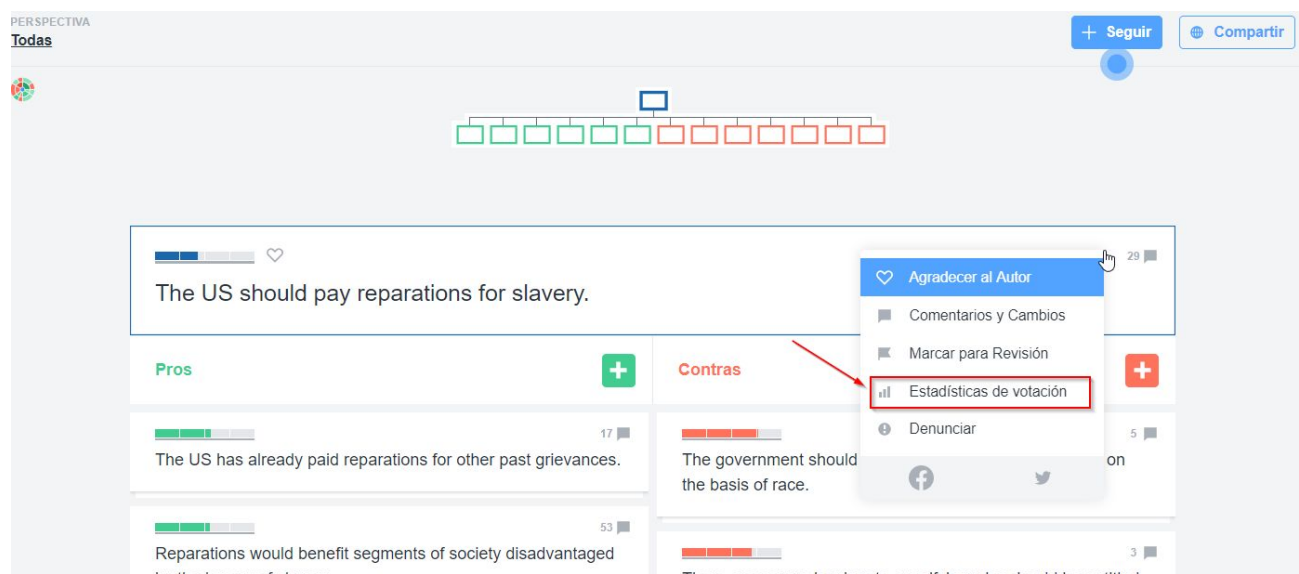 PERSPECTIVA
Todas
Seguir
Compartir
29
The US should pay reparations for slavery.
Agradecer al Autor
Comentarios y Cambios
Marcar para Revisión
Estadísticas de votación
Denunciar
Pros
Contras
17
The US has already paid reparations for other past grievances.
5
The government should on
the basis of race.
53
Reparations would benefit segments of society disadvantaged
3